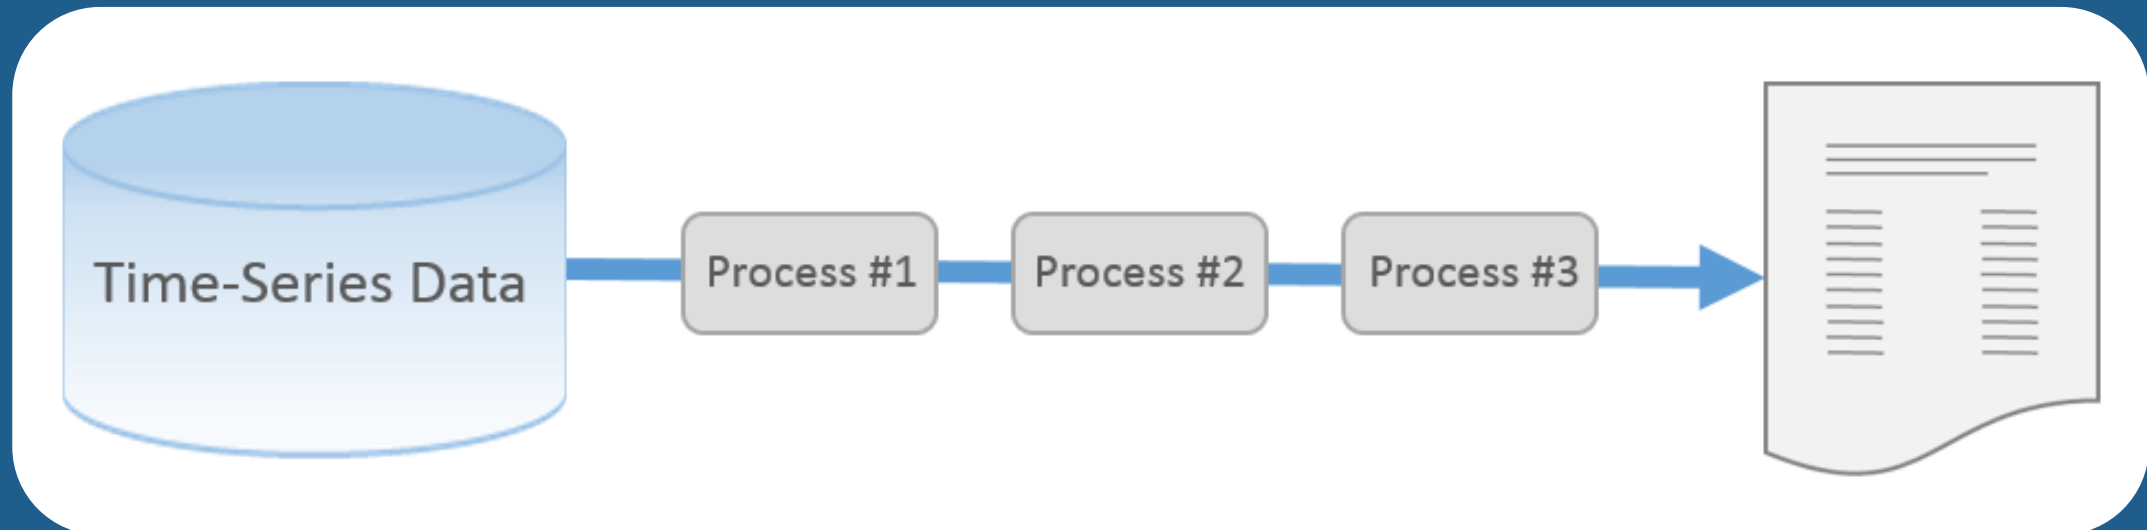 Time-Series Data
Process #1
Process #2
Process #3